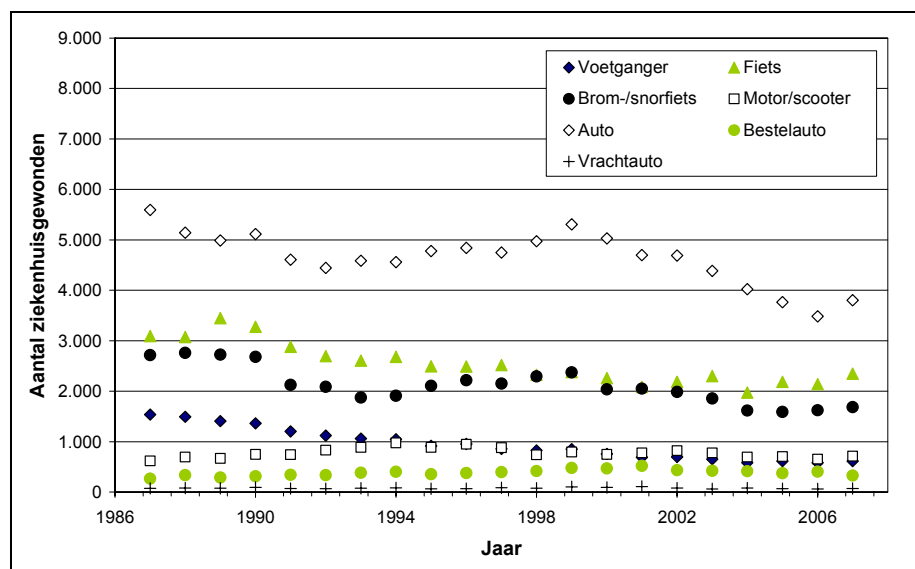 9.000
8.000
7.000
6.000
5.000
4.000
3.000
2.000
1.000
0
Aantal ziekenhuisgewonden
Voetganger Fiets
Brom-/snorfiets Motor/scooter
Auto Bestelauto
Vrachtauto
1986 1990 1994 1998 2002 2006
Jaar